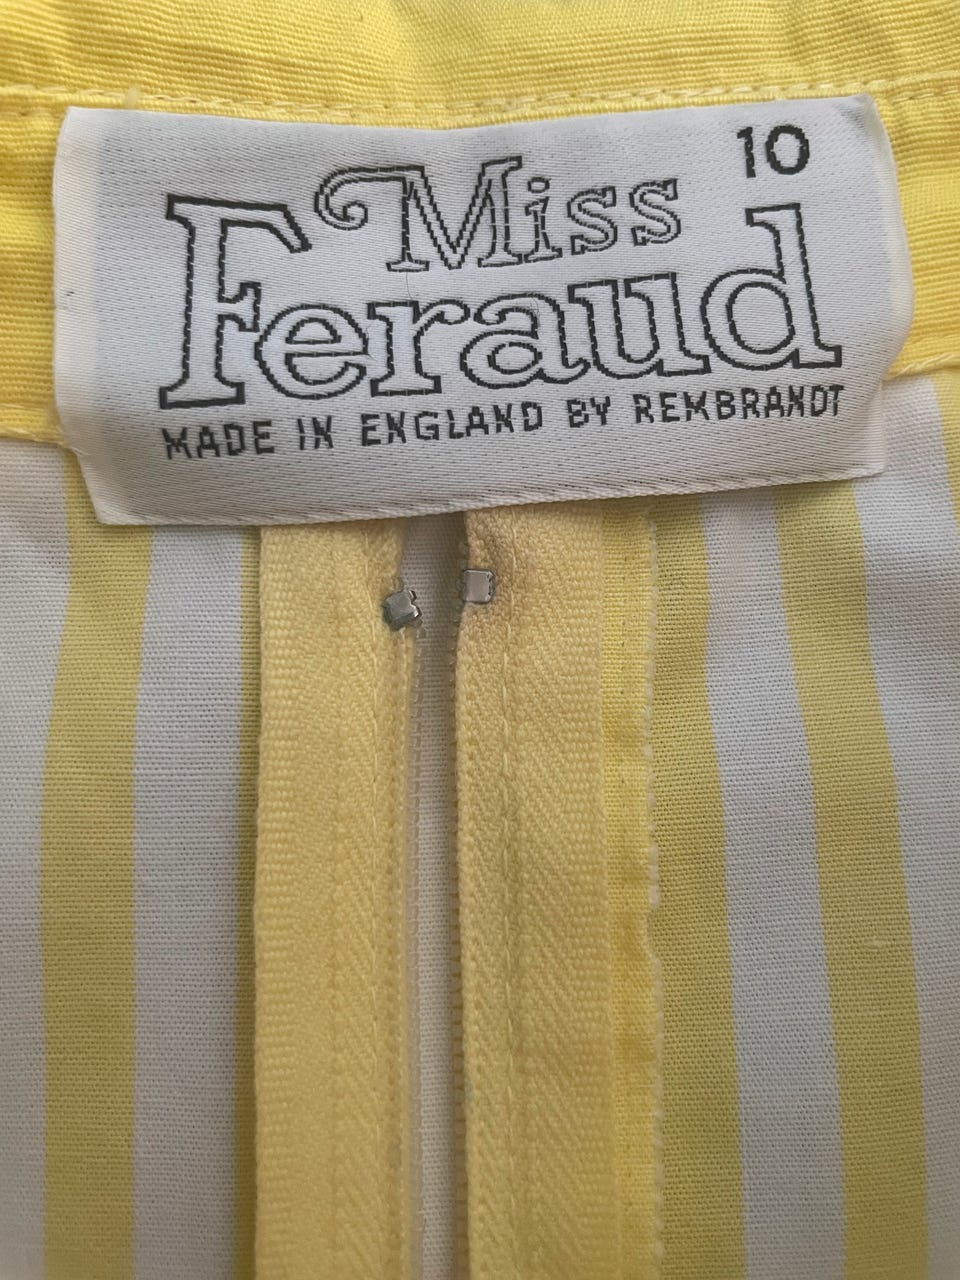 10
Miss
Feraud
MADE IN ENGLAND BY REMBRANDT